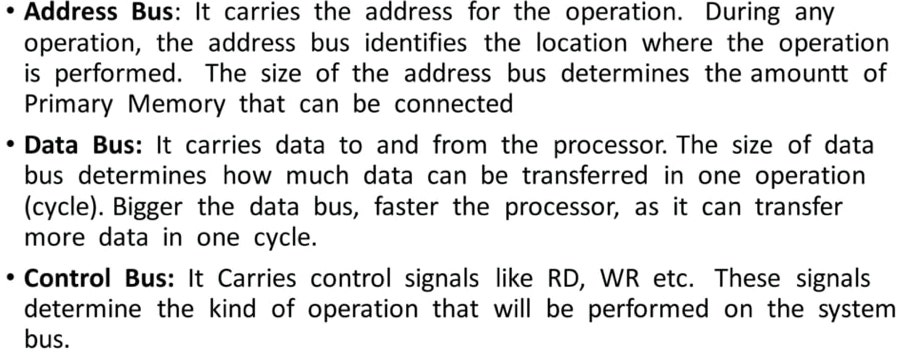 • Address Bus: It carries the address for the operation. During any
operation, the address bus identifies the location where the operation
is performed. The size of the address bus determines the amountt of
Primary Memory that can be connected
• Data Bus: It carries data to and from the processor. The size of data
bus determines how much data can be transferred in one operation
(cycle). Bigger the data bus, faster the processor, as it can transfer
more data in one cycle.
• Control Bus: It Carries control signals like RD, WR etc. These signals
determine the kind of operation that will be performed on the system
bus.